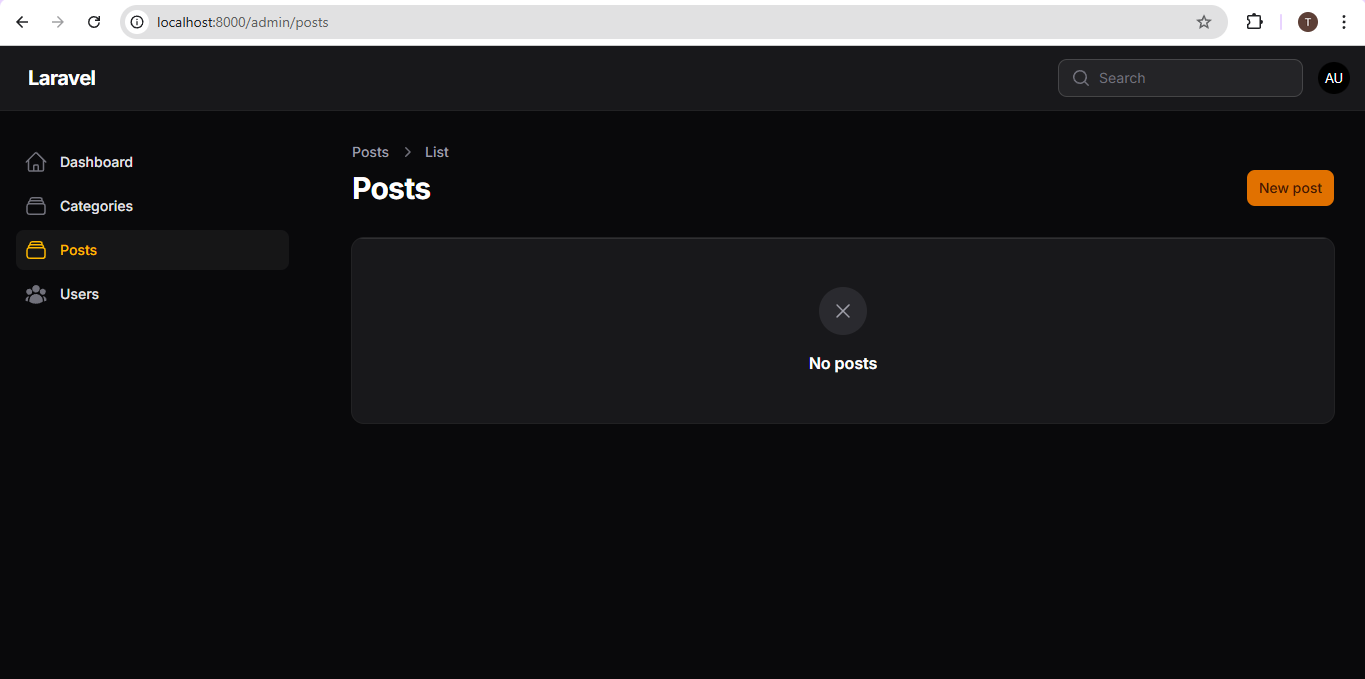 localhost:8000/admin/posts
T
Laravel
Search
AU
Dashboard
Categories
Posts
Users
Posts > List
Posts
New post
No posts